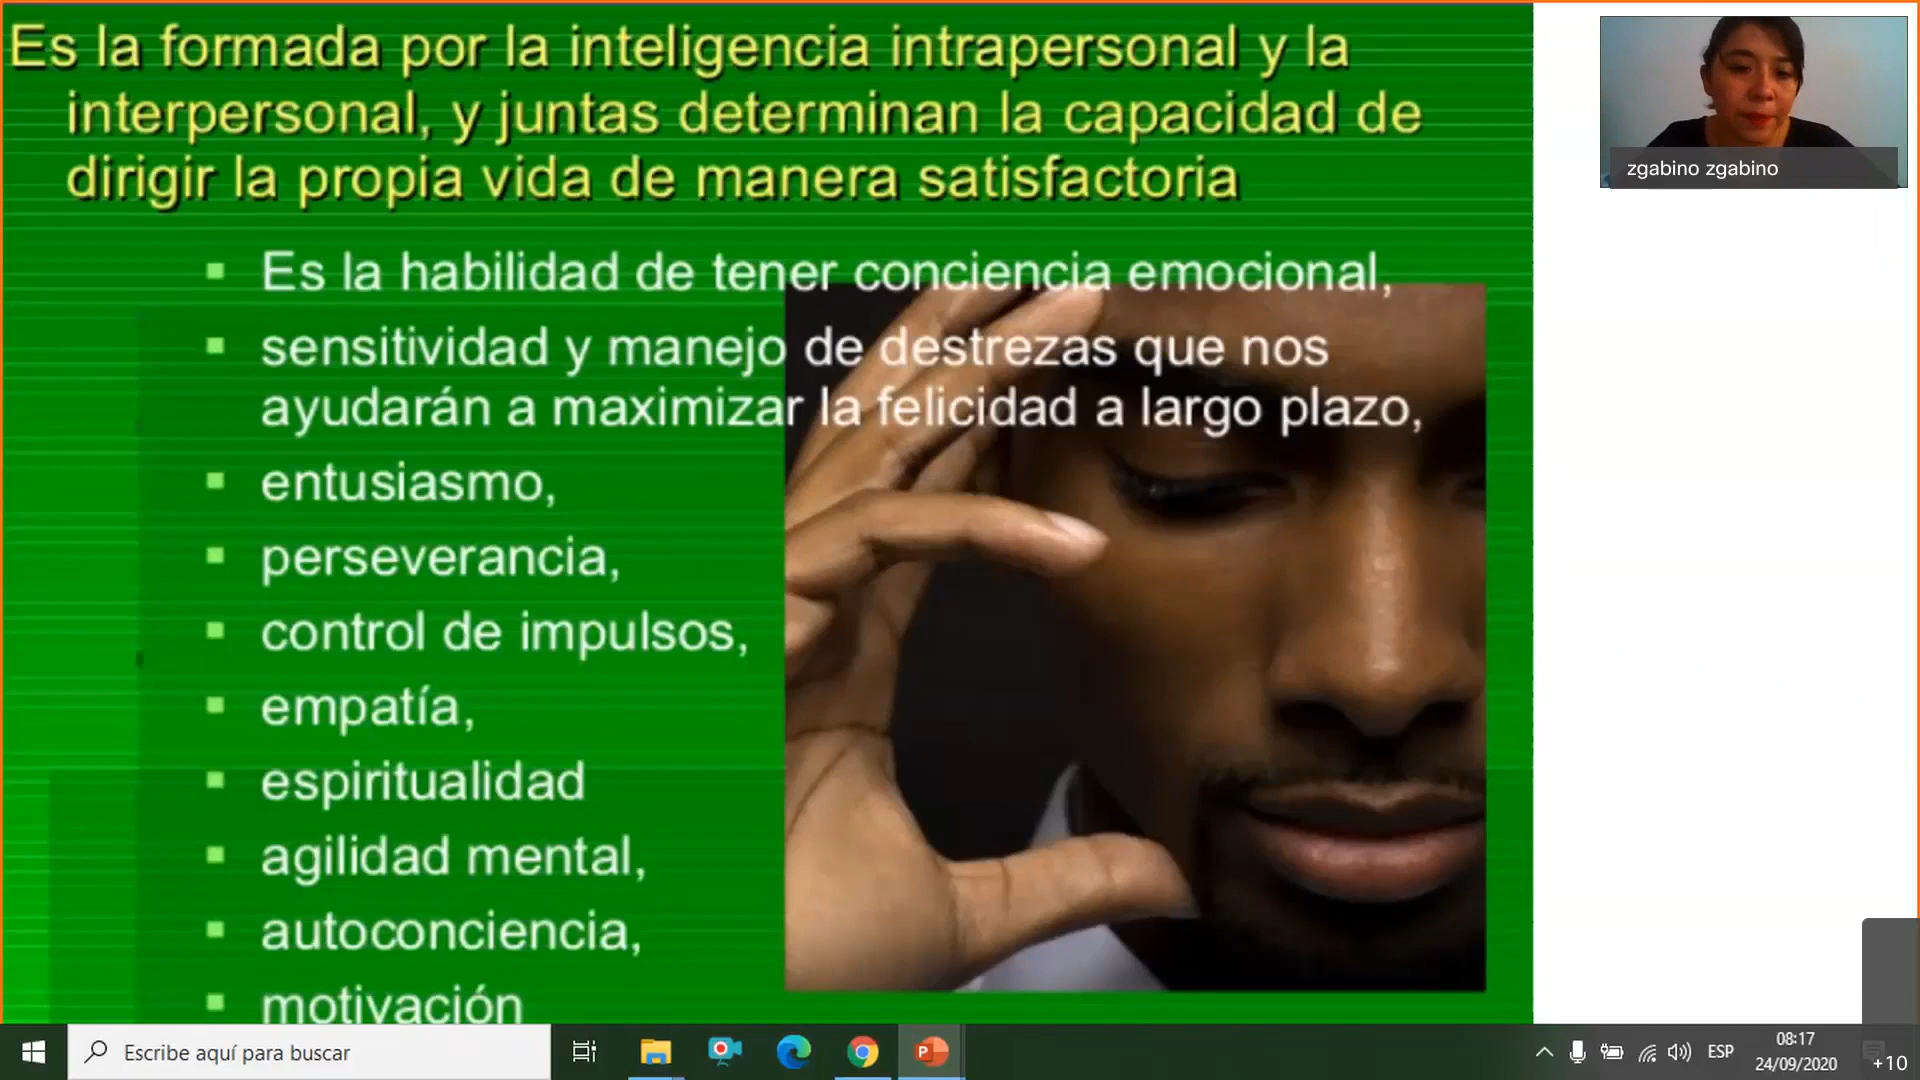 Es la formada por la inteligencia intrapersonal y la
interpersonal, y juntas determinan la capacidad de
dirigir la propia vida de manera satisfactoria
Es la habilidad de tener conciencia emocional,
sensitividad y manejo de destrezas que nos
ayudarán a maximizar la felicidad a largo plazo,
entusiasmo,
perseverancia,
control de impulsos,
empatía,
espiritualidad
agilidad mental,
autoconciencia,
motivación
zgabino zgabino
Escribe aquí para buscar
P
ESP
08:17
24/09/2020
+10